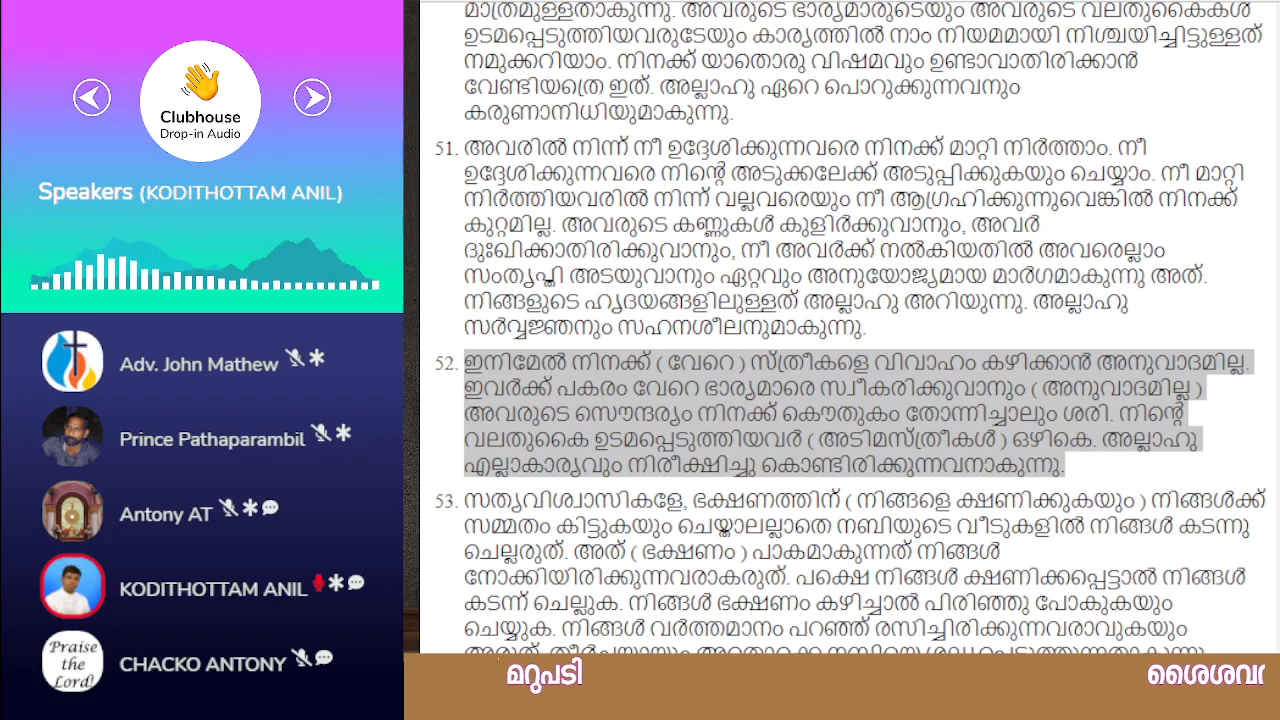 Clubhouse
Drop-in Audio
Speakers (KODITHOTTAM ANIL)
Adv. John Mathew
Prince Pathaparambil
Antony AT
KODITHOTTAM ANIL
Praise
the
Lord!
CHACKO ANTONY
മാത്രമുള്ളതാകുന്നു. അവരുടെ ഭാര്യമാരുടെയും അവരുടെ വലതുകൈകൾ
ഉടമപ്പെടുത്തിയവരുടേയും കാര്യത്തിൽ നാം നിയമമായി നിശ്ചയിച്ചിട്ടുള്ളത്
നമുക്കറിയാം. നിനക്ക് യാതൊരു വിഷമവും ഉണ്ടാവാതിരിക്കാൻ
വേണ്ടിയത്രെ ഇത്. അല്ലാഹു ഏറെ പൊറുക്കുന്നവനും
കരുണാനിധിയുമാകുന്നു.
51. അവരിൽ നിന്ന് നീ ഉദ്ദേശിക്കുന്നവരെ നിനക്ക് മാറ്റി നിർത്താം. നീ
ഉദ്ദേശിക്കുന്നവരെ നിന്റെ അടുക്കലേക്ക് അടുപ്പിക്കുകയും ചെയ്യാം. നീ മാറ്റി
നിർത്തിയവരിൽ നിന്ന് വല്ലവരെയും നീ ആഗ്രഹിക്കുന്നുവെങ്കിൽ നിനക്ക്
കുറ്റമില്ല. അവരുടെ കണ്ണുകൾ കുളിർക്കുവാനും, അവർ
ദുഃഖിക്കാതിരിക്കുവാനും, നീ അവർക്ക് നൽകിയതിൽ അവരെല്ലാം
സംതൃപ്തി അടയുവാനും ഏറ്റവും അനുയോജ്യമായ മാർഗമാകുന്നു അത്.
നിങ്ങളുടെ ഹൃദയങ്ങളിലുള്ളത് അല്ലാഹു അറിയുന്നു. അല്ലാഹു
സർവ്വജ്ഞനും സഹനശീലനുമാകുന്നു.
52. ഇനിമേൽ നിനക്ക് ( വേറെ ) സ്ത്രീകളെ വിവാഹം കഴിക്കാൻ അനുവാദമില്ല.
ഇവർക്ക് പകരം വേറെ ഭാര്യമാരെ സ്വീകരിക്കുവാനും ( അനുവാദമില്ല )
അവരുടെ സൌന്ദര്യം നിനക്ക് കൌതുകം തോന്നിച്ചാലും ശരി. നിന്റെ
വലതുകൈ ഉടമപ്പെടുത്തിയവർ ( അടിമസ്ത്രീകൾ ) ഒഴികെ. അല്ലാഹു
എല്ലാകാര്യവും നിരീക്ഷിച്ചു കൊണ്ടിരിക്കുന്നവനാകുന്നു.
53. സത്യവിശ്വാസികളേ, ഭക്ഷണത്തിന് ( നിങ്ങളെ ക്ഷണിക്കുകയും ) നിങ്ങൾക്ക്
സമ്മതം കിട്ടുകയും ചെയ്താലല്ലാതെ നബിയുടെ വീടുകളിൽ നിങ്ങൾ കടന്നു
ചെല്ലരുത്. അത് ( ഭക്ഷണം ) പാകമാകുന്നത് നിങ്ങൾ
നോക്കിയിരിക്കുന്നവരാകരുത്. പക്ഷെ നിങ്ങൾ ക്ഷണിക്കപ്പെട്ടാൽ നിങ്ങൾ
കടന്ന് ചെല്ലുക. നിങ്ങൾ ഭക്ഷണം കഴിച്ചാൽ പിരിഞ്ഞു പോകുകയും
ചെയ്യുക. നിങ്ങൾ വർത്തമാനം പറഞ്ഞ് രസിച്ചിരിക്കുന്നവരാവുകയും
മറുപടി